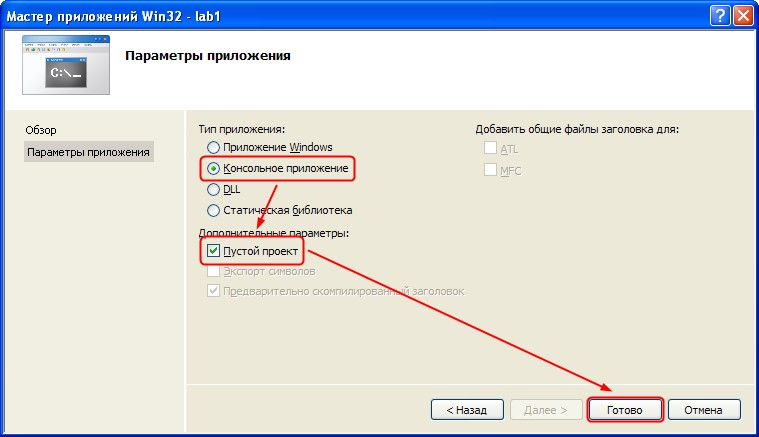 Мастер приложений Win32 - lab1
C:\_
Параметры приложения
Обзор
Параметры приложения
Тип приложения:
Приложение Windows
Консольное приложение
DLL
Статическая библиотека
Дополнительные параметры:
Пустой проект
Экспорт символов
Предварительно скомпилированный заголовок
Добавить общие файлы заголовка для:
ATL
MFC
< Назад
Далее >
Готово
Отмена